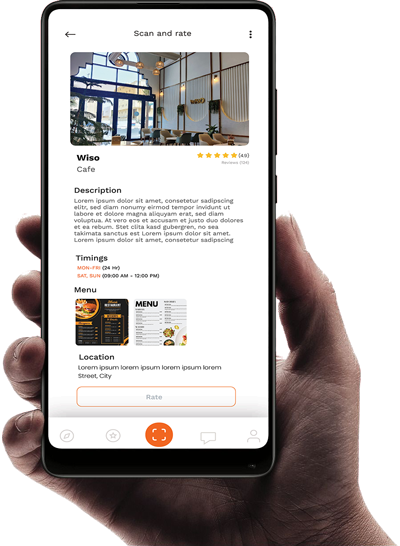 Scan and rate
Wiso
(4.9)
Cafe
Reviews (135)
Description
Lorem ipsum dolor sit amet, consetetur sadipscing
elitr, sed diam nonumy eirmod tempor invidunt ut
labore et dolore magna aliquyam erat, sed diam
voluptua. At vero eos et accusam et justo duo dolores
et ea rebum. Stet clita kasd gubergren, no sea
takimata sanctus est Lorem ipsum dolor sit amet.
Lorem ipsum dolor sit amet, consetetur sadipscing
Timings
MON-FRI (24 Hr)
SAT, SUN (09:00 AM - 12:00 PM)
Menu
MENU
Location
Lorem ipsum lorem ipsum lorem ipsum lorem
Street, City
Rate